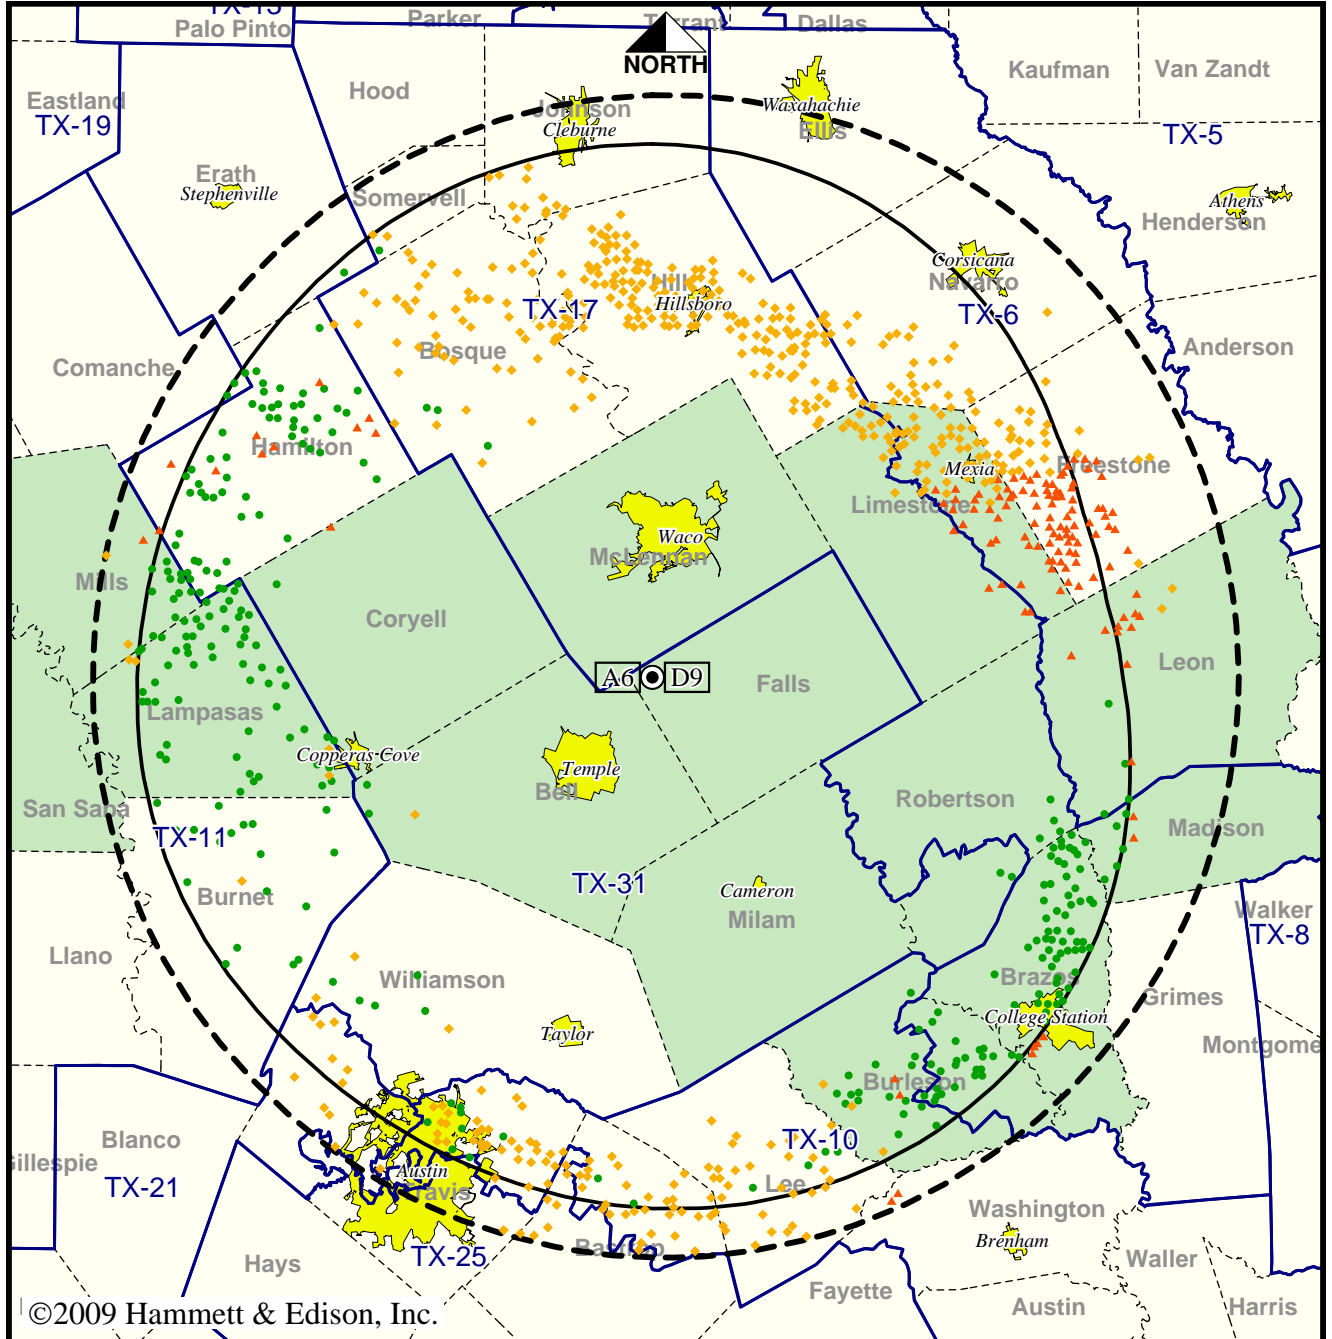 TX-13
Palo Pinto
Parker
Tarrant
Dallas
NORTH
Kaufman
Van Zandt
Hood
Eastland
TX-19
Johnson
Cleburne
Waxahachie
Ellis
TX-5
Erath
Stephenville
Somervell
Athens
Henderson
Corsicana
Navarro
Hill
Hillsboro
TX-17
TX-6
Anderson
Bosque
Comanche
Hamilton
Mexia
Freestone
Limestone
Waco
McLennan
Mills
Coryell
Leon
A6
D9
Falls
Lampasas
Copperas Cove
Temple
Bell
San Saba
Robertson
Madison
TX-11
TX-31
Cameron
Milam
Burnet
Walker
TX-8
Llano
Williamson
Brazos
Grimes
College Station
Taylor
Montgome
Burleson
Blanco
TX-10
Gillespie
TX-21
Austin
Travis
Lee
Washington
Brenham
Bastrop
TX-25
Hays
Waller
Fayette
Austin
Harris
©2009 Hammett & Edison, Inc.